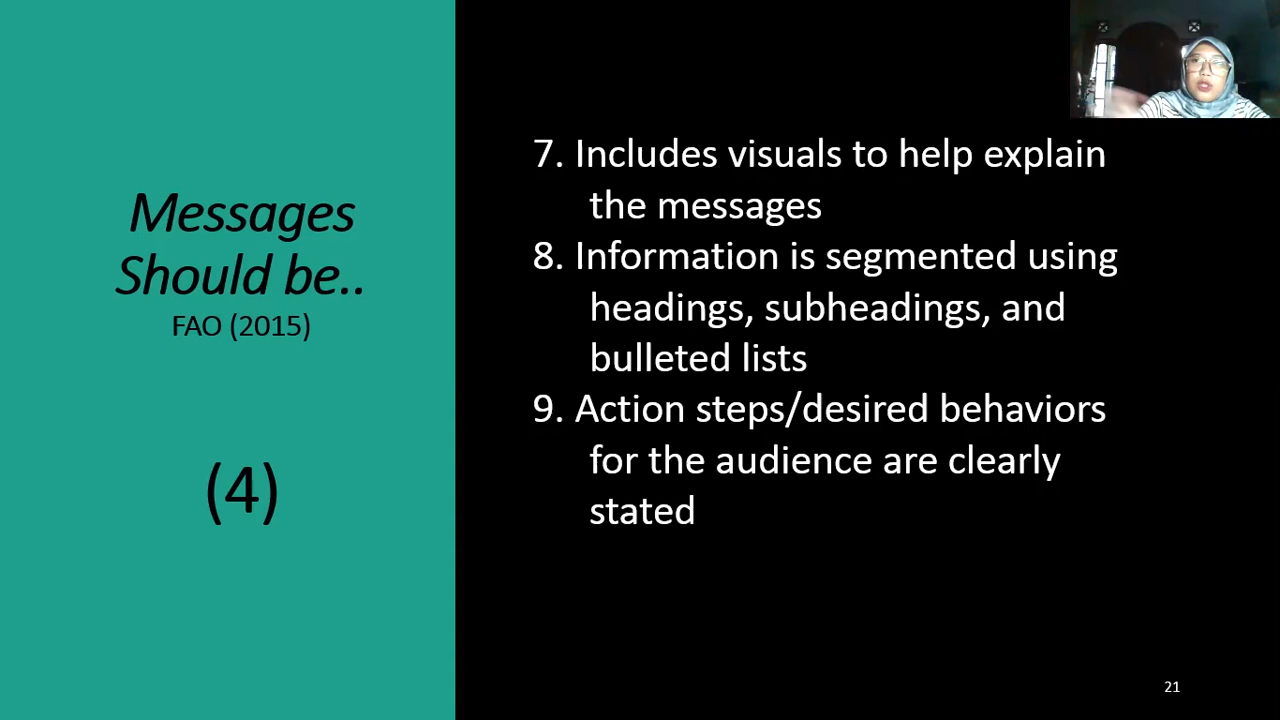 Messages
Should be..
FAO (2015)
(4)
7. Includes visuals to help explain
the messages
8. Information is segmented using
headings, subheadings, and
bulleted lists
9. Action steps/desired behaviors
for the audience are clearly
stated
21